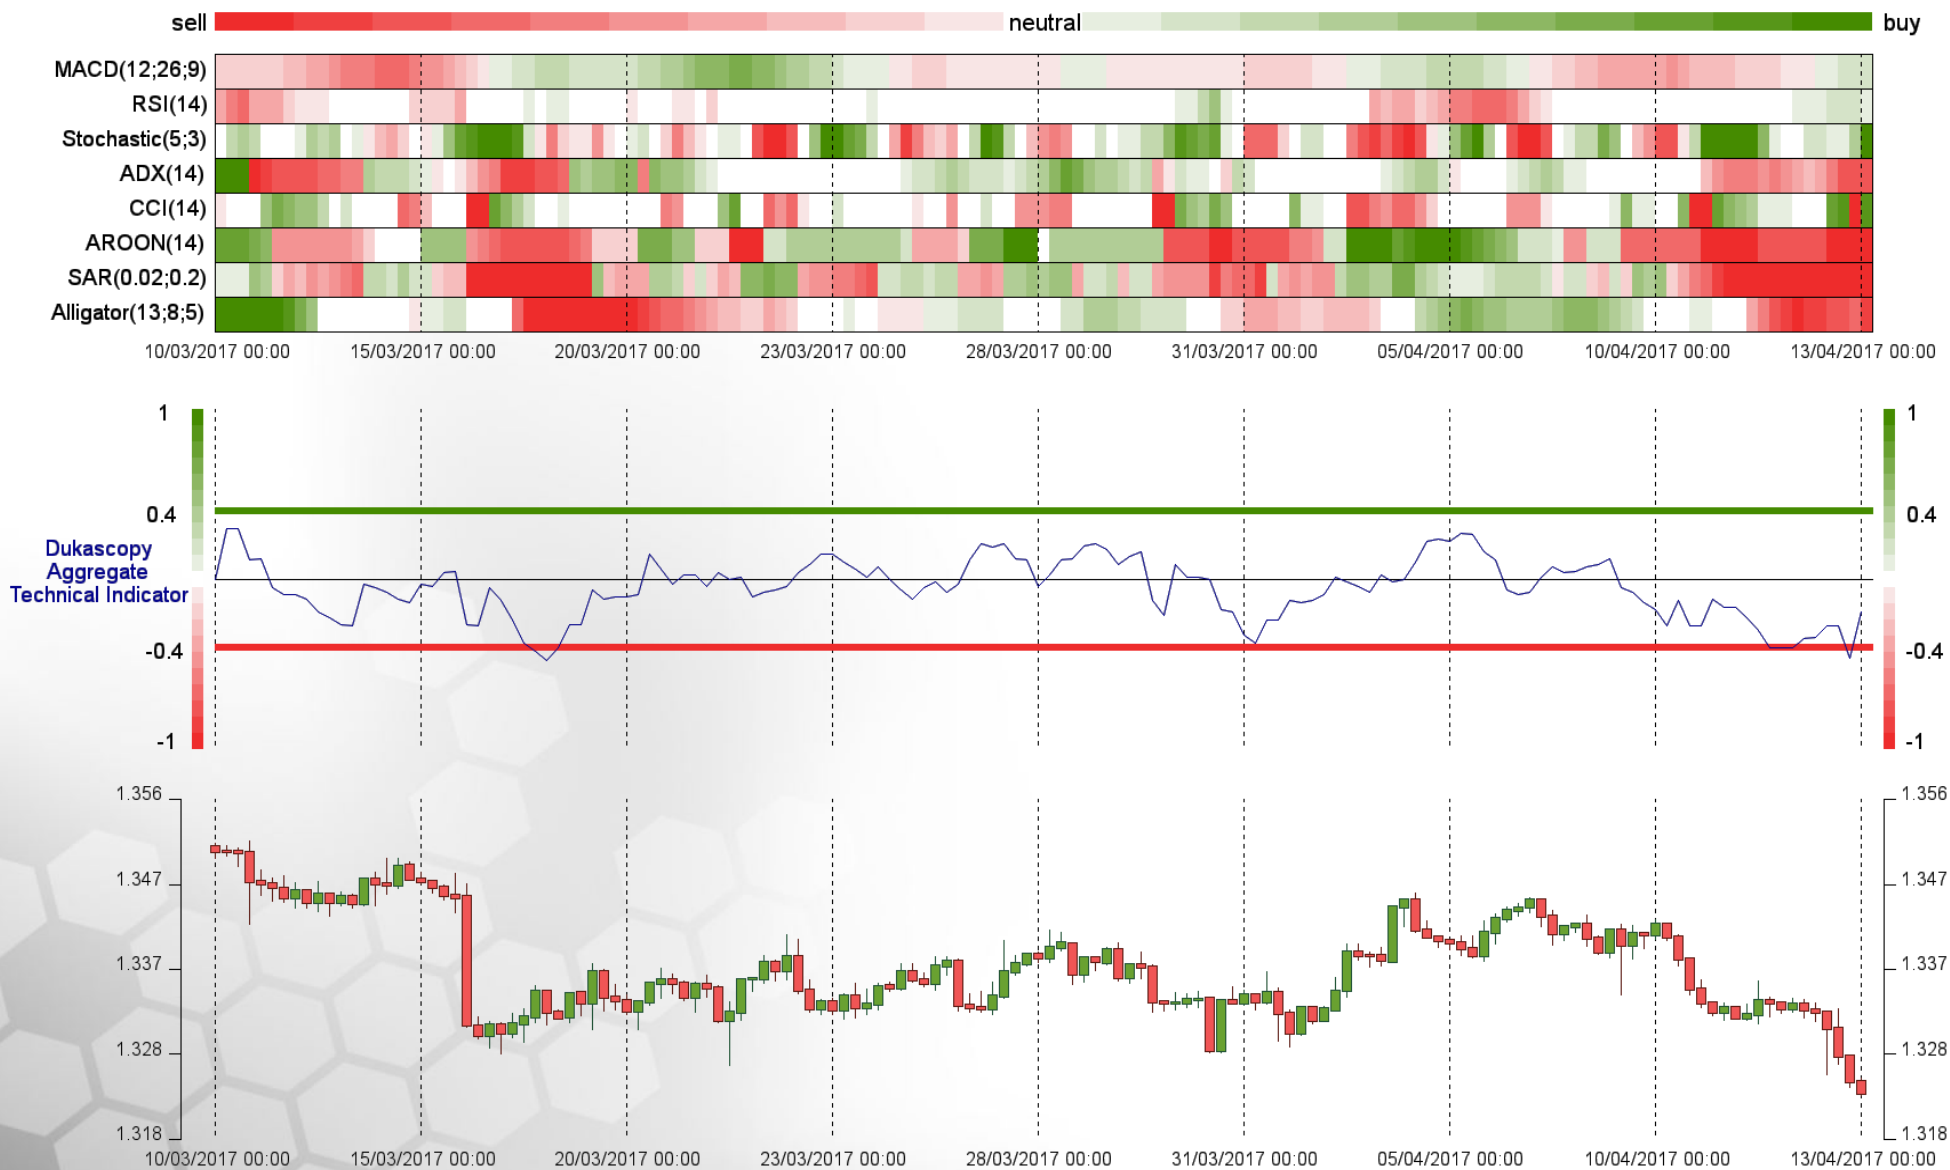 sell neutral buy
MACD(12;26;9)
RSI(14)
Stochastic(5;3)
ADX(14)
CCI(14)
AROON(14)
SAR(0.02;0.2)
Alligator(13;8;5)
10/03/2017 00:00 15/03/2017 00:00 20/03/2017 00:00 23/03/2017 00:00 28/03/2017 00:00 31/03/2017 00:00 05/04/2017 00:00 10/04/2017 00:00 13/04/2017 00:00
1 1
0.4 0.4
Dukascopy
Aggregate
Technical Indicator
-0.4 -0.4
-1 -1
1.356 1.356
1.347 1.347
1.337 1.337
1.328 1.328
1.318 1.318
10/03/2017 00:00 15/03/2017 00:00 20/03/2017 00:00 23/03/2017 00:00 28/03/2017 00:00 31/03/2017 00:00 05/04/2017 00:00 10/04/2017 00:00 13/04/2017 00:00